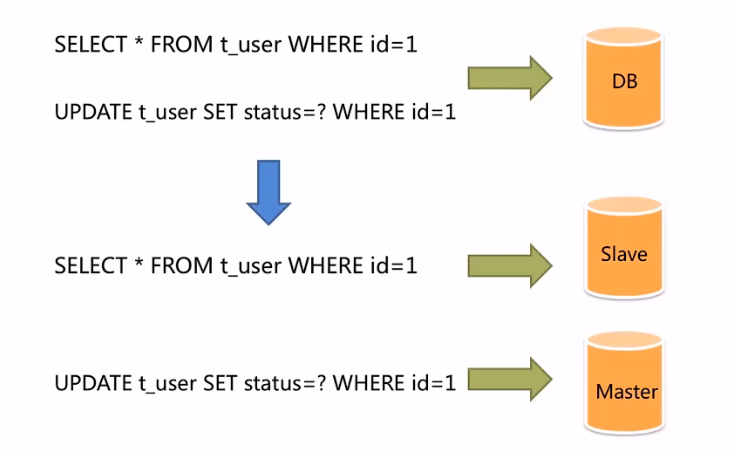 SELECT * FROM t_user WHERE id=1
DB
UPDATE t_user SET status=? WHERE id=1
SELECT * FROM t_user WHERE id=1
Slave
UPDATE t_user SET status=? WHERE id=1
Master